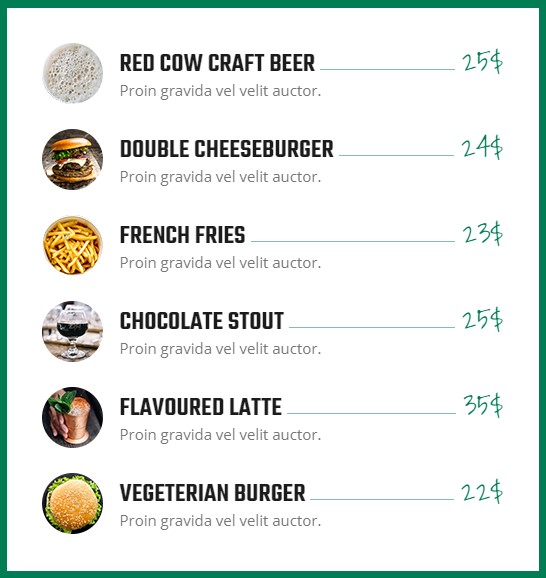 RED COW CRAFT BEER 25$
Proin gravida vel velit auctor.
DOUBLE CHEESEBURGER 24$
Proin gravida vel velit auctor.
FRENCH FRIES 23$
Proin gravida vel velit auctor.
CHOCOLATE STOUT 25$
Proin gravida vel velit auctor.
FLAVOURED LATTE 35$
Proin gravida vel velit auctor.
VEGETERIAN BURGER 22$
Proin gravida vel velit auctor.